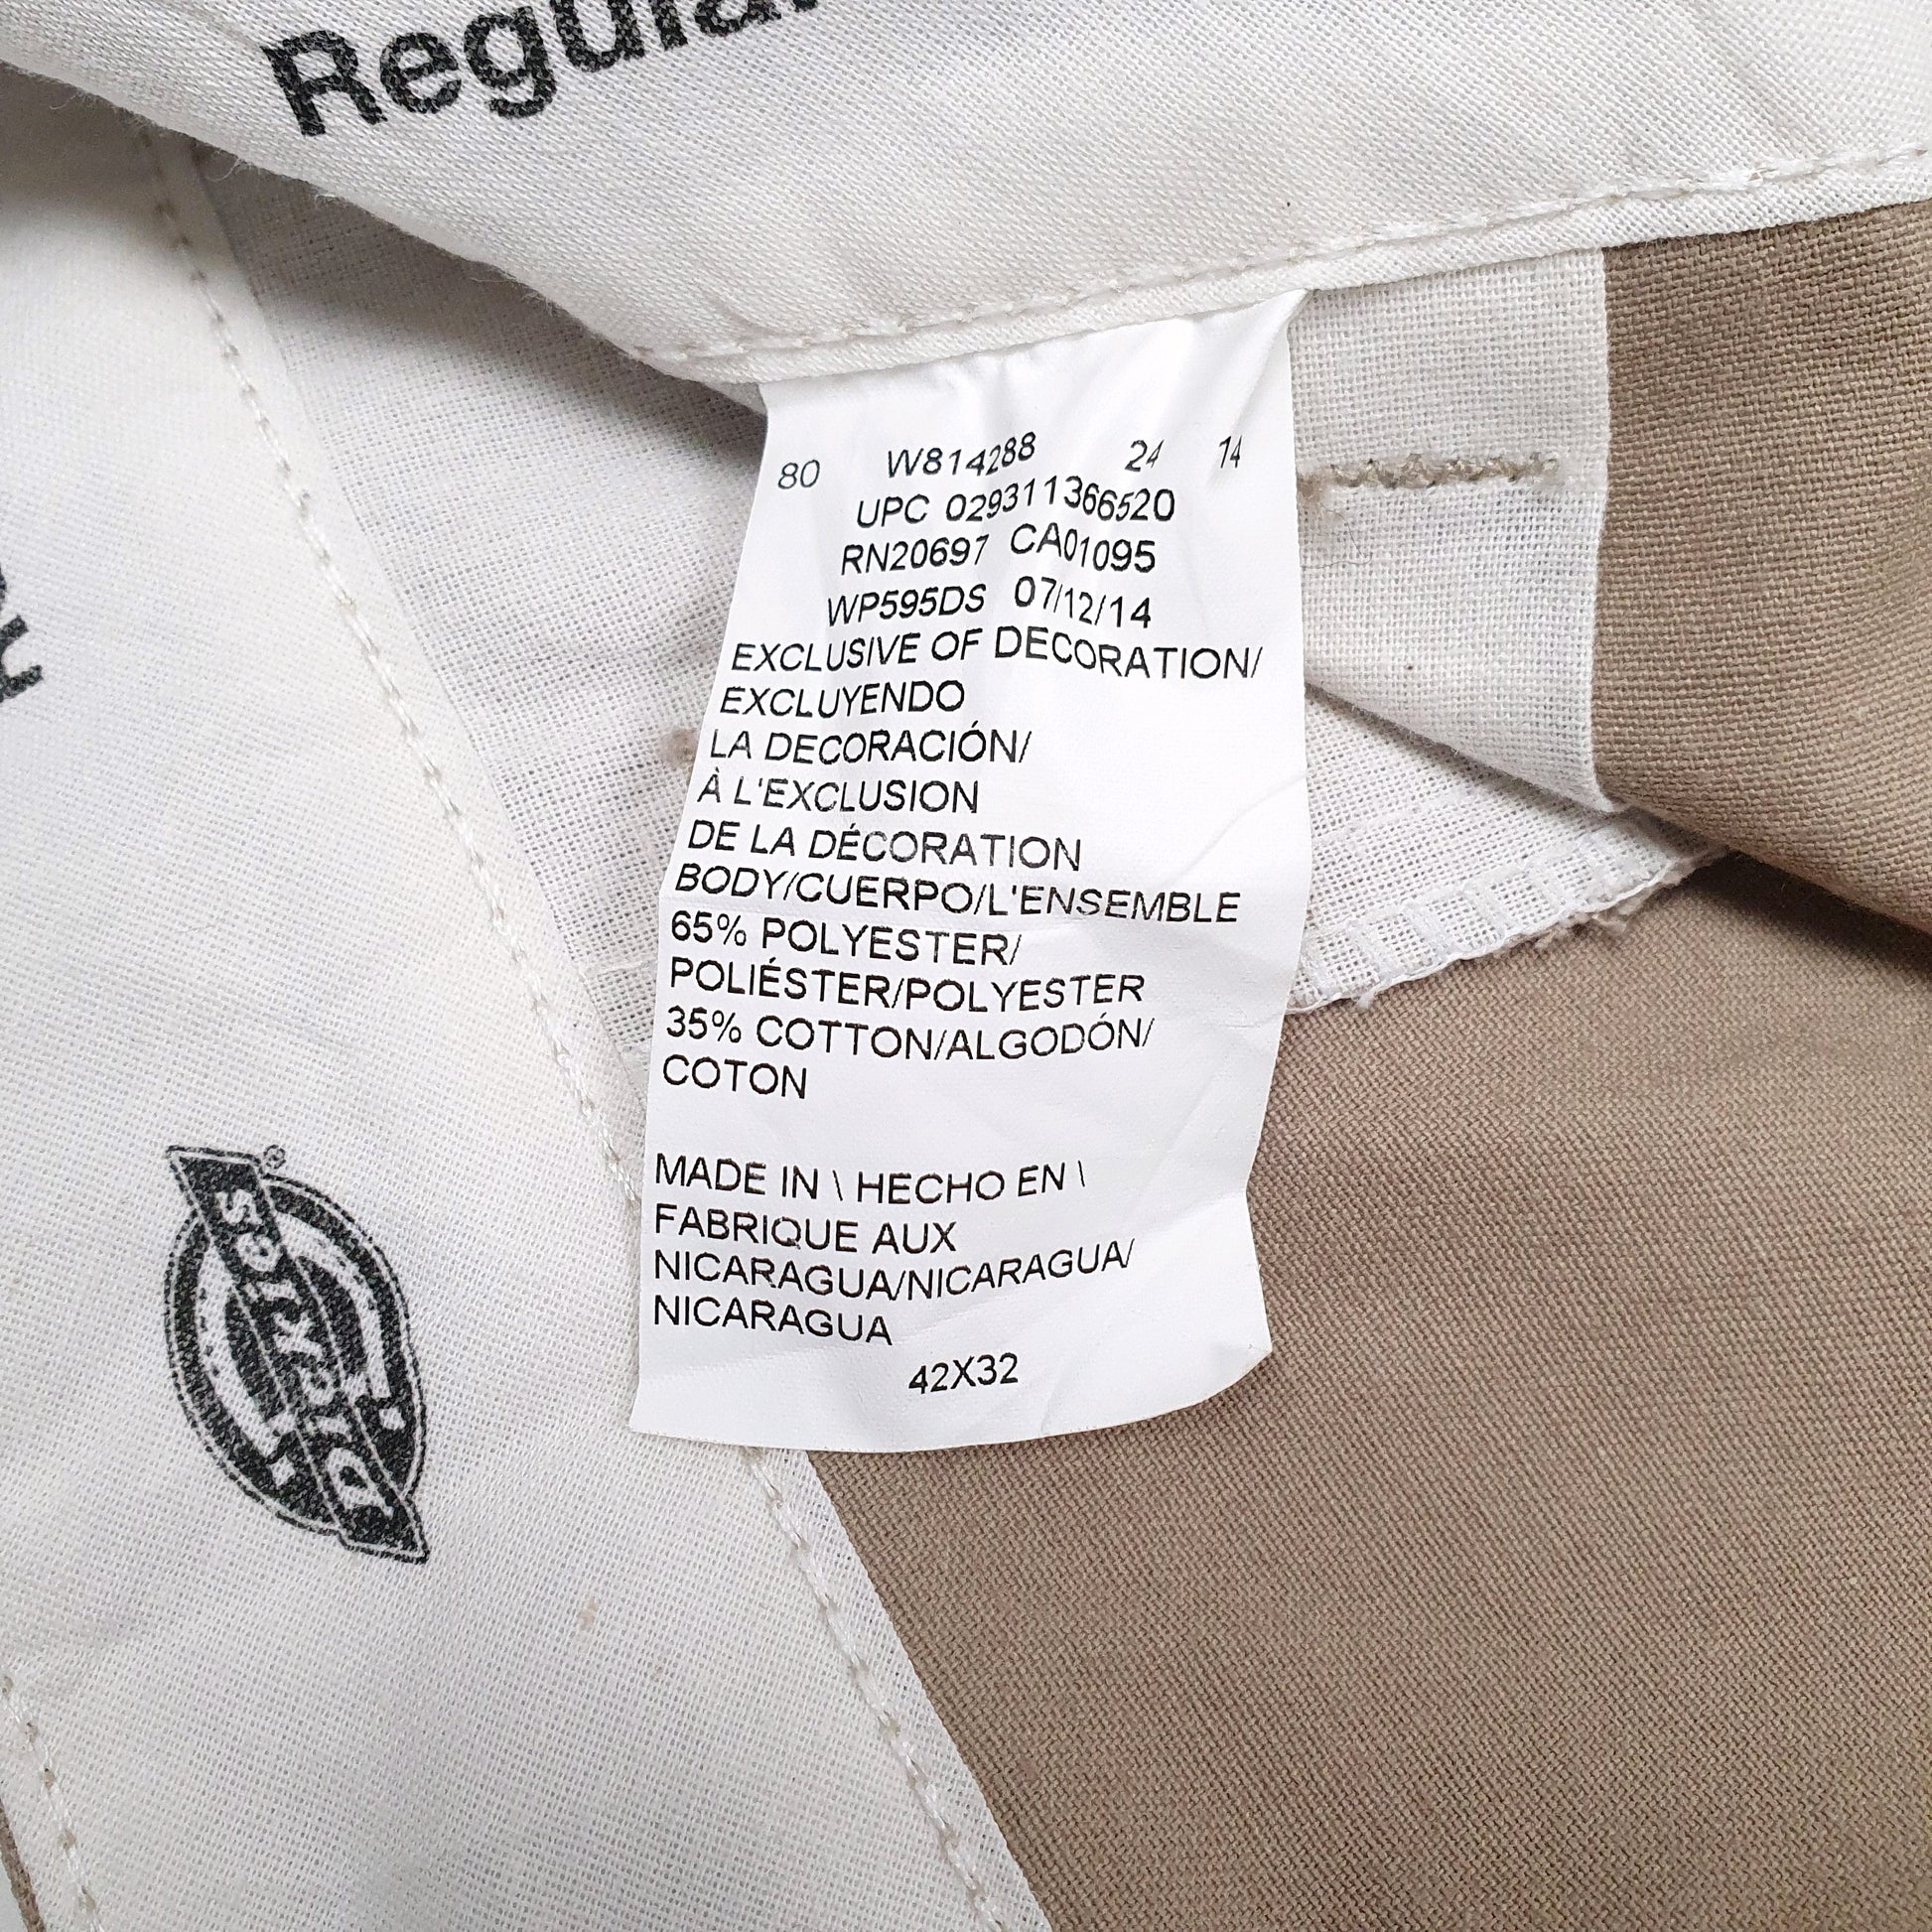 80 W814288 24 14
UPC 029311366520
RN20697 CA01095
WP595DS 07/12/14
EXCLUSIVE OF DECORATION/
EXCLUYENDO
LA DECORACIÓN/
À L'EXCLUSION
DE LA DÉCORATION
BODY/CUERPO/L'ENSEMBLE
65% POLYESTER/
POLIÉSTER/POLYESTER
35% COTTON/ALGODÓN/
COTON
MADE IN \ HECHO EN \
FABRIQUE AUX
NICARAGUA/NICARAGUA/
NICARAGUA
42X32
Dickies®